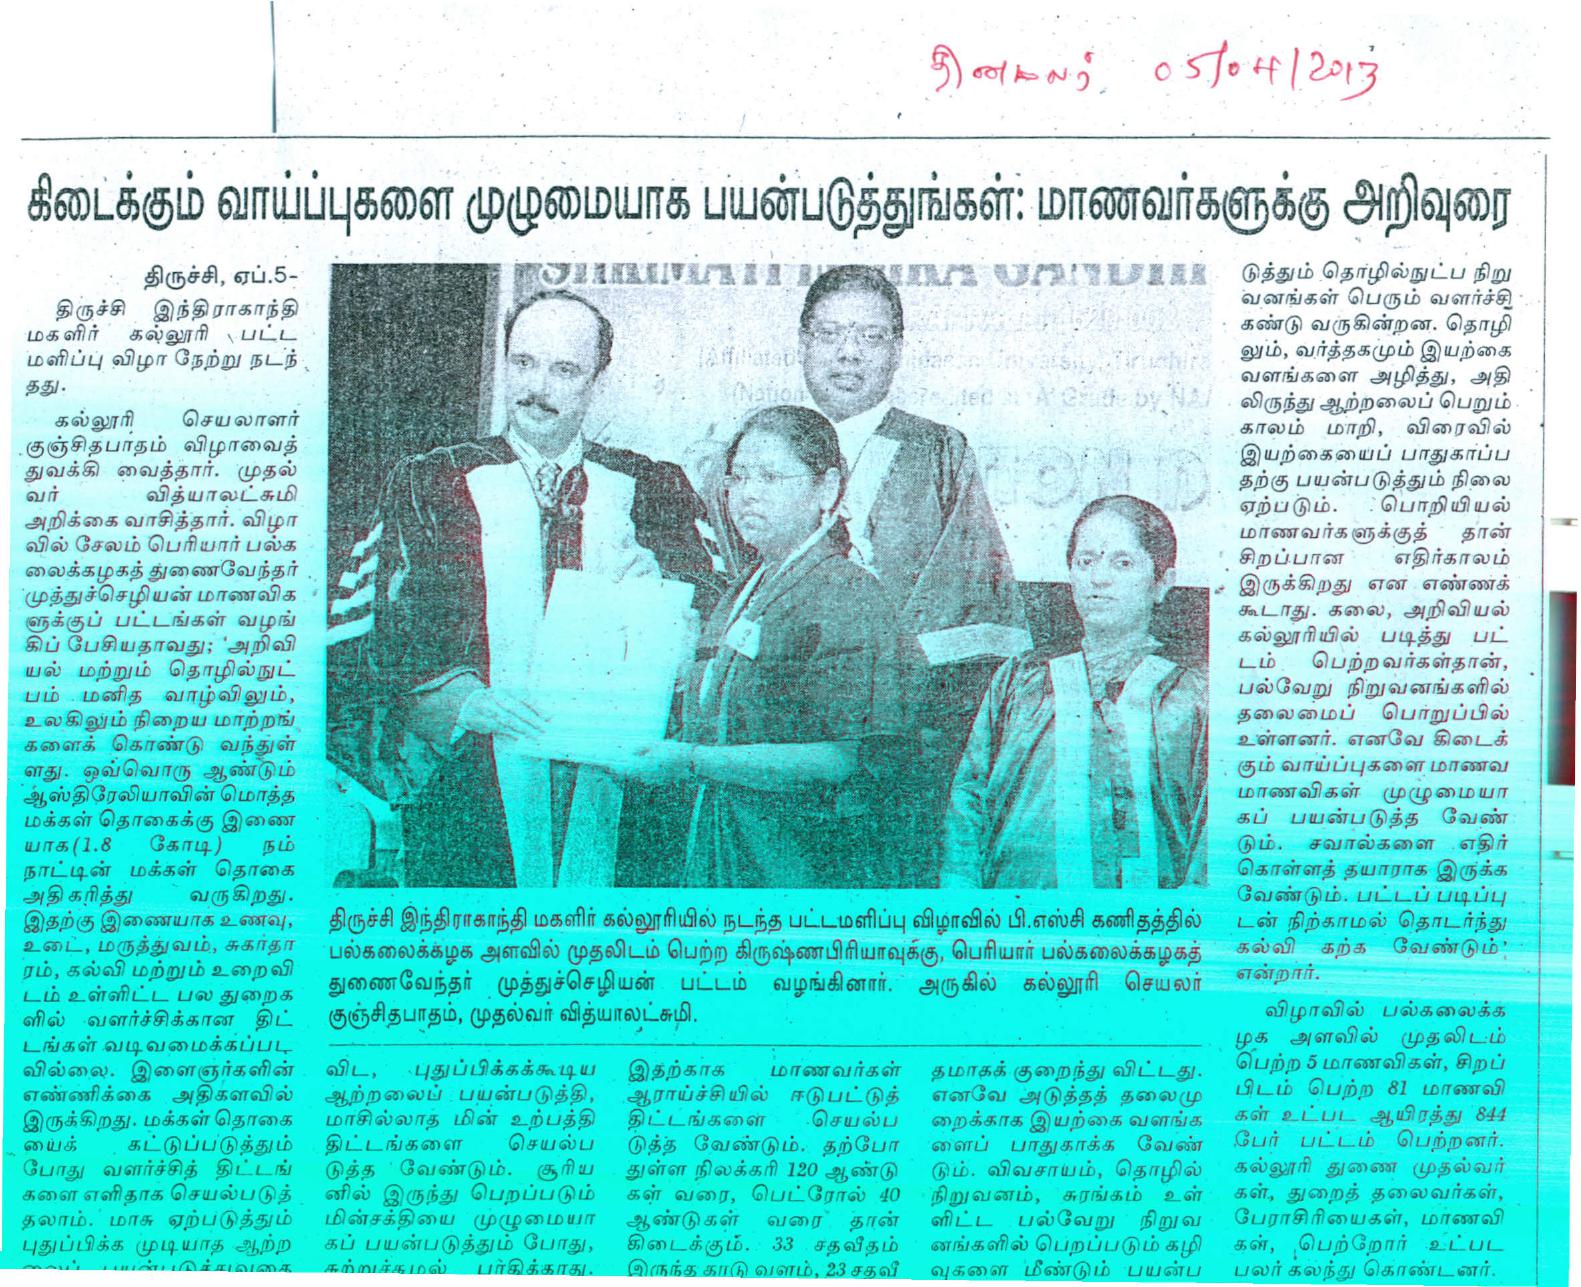 தினமலர் 05/04/2013
கிடைக்கும் வாய்ப்புகளை முழுமையாக பயன்படுத்துங்கள்: மாணவர்களுக்கு அறிவுரை
திருச்சி, ஏப்.5-
திருச்சி இந்திராகாந்தி
மகளிர் கல்லூரி பட்ட
மளிப்பு விழா நேற்று நடந்
தது.
கல்லூரி செயலாளர்
குஞ்சிதபாதம் விழாவைத்
துவக்கி வைத்தார். முதல்
வர் வித்யாலட்சுமி
அறிக்கை வாசித்தார். விழா
வில் சேலம் பெரியார் பல்க
லைக்கழகத் துணைவேந்தர்
முத்துச்செழியன் மாணவிக
ளுக்குப் பட்டங்கள் வழங்
கிப் பேசியதாவது; 'அறிவி
யல் மற்றும் தொழில்நுட்
பம் மனித வாழ்விலும்,
உலகிலும் நிறைய மாற்றங்
களைக் கொண்டு வந்துள்
ளது. ஒவ்வொரு ஆண்டும்
ஆஸ்திரேலியாவின் மொத்த
மக்கள் தொகைக்கு இணை
யாக(1.8 கோடி) நம்
நாட்டின் மக்கள் தொகை
அதிகரித்து வருகிறது.
இதற்கு இணையாக உணவு,
உடை, மருத்துவம், சுகாதா
ரம், கல்வி மற்றும் உறைவி
டம் உள்ளிட்ட பல துறைக
ளில் வளர்ச்சிக்கான திட்
டங்கள் வடிவமைக்கப்பட
வில்லை. இளைஞர்களின்
எண்ணிக்கை அதிகளவில்
இருக்கிறது. மக்கள் தொகை
யைக் கட்டுப்படுத்தும்
போது வளர்ச்சித் திட்டங்
களை எளிதாக செயல்படுத்
தலாம். மாசு ஏற்படுத்தும்
புதுப்பிக்க முடியாத ஆற்ற
லைப் பயன்படுத்துவதை
SHRIMATI INDIRA GANDHI
University, Tiruchira
Nation
'A' Grade by NA
திருச்சி இந்திராகாந்தி மகளிர் கல்லூரியில் நடந்த பட்டமளிப்பு விழாவில் பி.எஸ்சி கணிதத்தில்
பல்கலைக்கழக அளவில் முதலிடம் பெற்ற கிருஷ்ணபிரியாவுக்கு, பெரியார் பல்கலைக்கழகத்
துணைவேந்தர் முத்துச்செழியன் பட்டம் வழங்கினார். அருகில் கல்லூரி செயலர்
குஞ்சிதபாதம், முதல்வர் வித்யாலட்சுமி.
விட, புதுப்பிக்கக்கூடிய
ஆற்றலைப் பயன்படுத்தி,
மாசில்லாத மின் உற்பத்தி
திட்டங்களை செயல்ப
டுத்த வேண்டும். சூரிய
னில் இருந்து பெறப்படும்
மின்சக்தியை முழுமையா
கப் பயன்படுத்தும் போது,
சுற்றுச்சூழல் பாதிக்காது.
இதற்காக மாணவர்கள்
ஆராய்ச்சியில் ஈடுபட்டுத்
திட்டங்களை செயல்ப
டுத்த வேண்டும். தற்போ
துள்ள நிலக்கரி 120 ஆண்டு
கள் வரை, பெட்ரோல் 40
ஆண்டுகள் வரை தான்
கிடைக்கும். 33 சதவீதம்
இருந்த காடு வளம், 23 சதவீ
தமாகக் குறைந்து விட்டது.
எனவே அடுத்தத் தலைமு
றைக்காக இயற்கை வளங்க
ளைப் பாதுகாக்க வேண்
டும். விவசாயம், தொழில்
நிறுவனம், சுரங்கம் உள்
ளிட்ட பல்வேறு நிறுவ
னங்களில் பெறப்படும் கழி
வுகளை மீண்டும் பயன்ப
டுத்தும் தொழில்நுட்ப நிறு
வனங்கள் பெரும் வளர்ச்சி
கண்டு வருகின்றன. தொழி
லும், வர்த்தகமும் இயற்கை
வளங்களை அழித்து, அதி
லிருந்து ஆற்றலைப் பெறும்
காலம் மாறி, விரைவில்
இயற்கையைப் பாதுகாப்ப
தற்கு பயன்படுத்தும் நிலை
ஏற்படும். பொறியியல்
மாணவர்களுக்குத் தான்
சிறப்பான எதிர்காலம்
இருக்கிறது என எண்ணக்
கூடாது. கலை, அறிவியல்
கல்லூரியில் படித்து பட்
டம் பெற்றவர்கள்தான்,
பல்வேறு நிறுவனங்களில்
தலைமைப் பொறுப்பில்
உள்ளனர். எனவே கிடைக்
கும் வாய்ப்புகளை மாணவ
மாணவிகள் முழுமையா
கப் பயன்படுத்த வேண்
டும். சவால்களை எதிர்
கொள்ளத் தயாராக இருக்க
வேண்டும். பட்டப் படிப்பு
டன் நிற்காமல் தொடர்ந்து
கல்வி கற்க வேண்டும்'
என்றார்.
விழாவில் பல்கலைக்க
ழக அளவில் முதலிடம்
பெற்ற 5 மாணவிகள், சிறப்
பிடம் பெற்ற 81 மாணவி
கள் உட்பட ஆயிரத்து 844
பேர் பட்டம் பெற்றனர்.
கல்லூரி துணை முதல்வர்
கள், துறைத் தலைவர்கள்,
பேராசிரியைகள், மாணவி
கள், பெற்றோர் உட்பட
பலர் கலந்து கொண்டனர்.